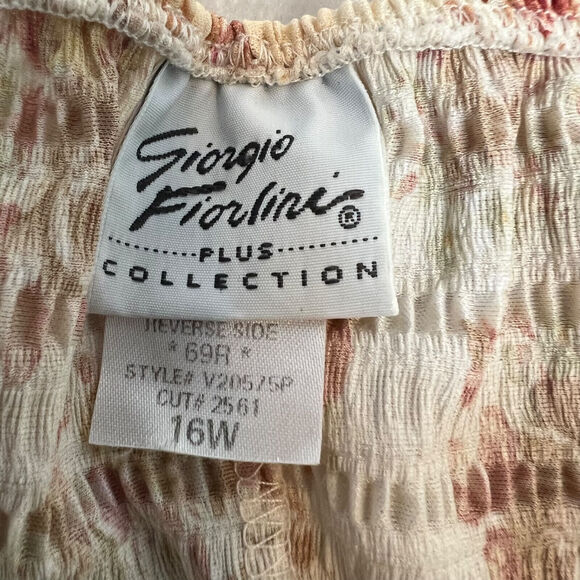 Giorgio
Fiorlini®
PLUS
COLLECTION
REVERSE SIDE
* 69R *
STYLE# V20575P
CUT# 2561
16W